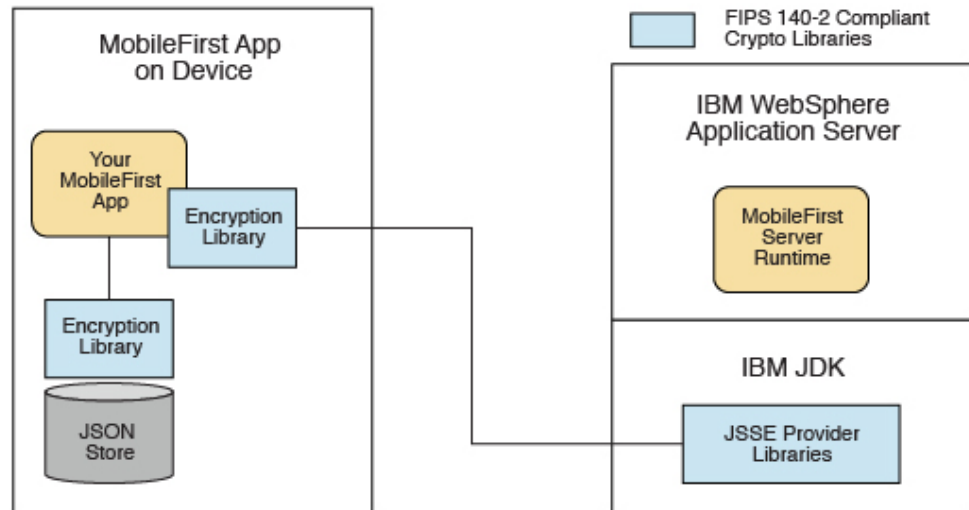 MobileFirst App
on Device
Your
MobileFirst
App
Encryption
Library
Encryption
Library
JSON
Store
FIPS 140-2 Compliant
Crypto Libraries
IBM WebSphere
Application Server
MobileFirst
Server
Runtime
IBM JDK
JSSE Provider
Libraries